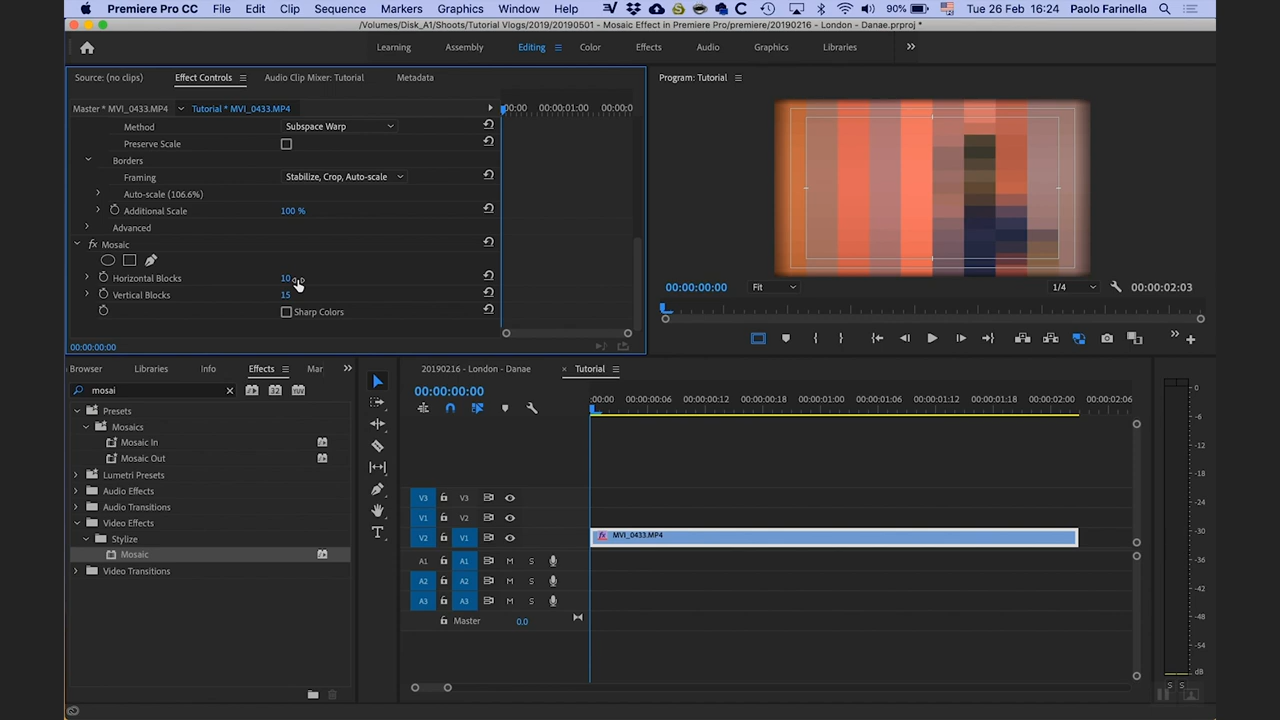 Premiere Pro CC File Edit Clip Sequence Markers Graphics Window Help 90% Tue 26 Feb 16:24 Paolo Farinella
/Volumes/Disk_A1/Shoots/Tutorial Vlogs/2019/20190501 - Mosaic Effect in Premiere Pro/premiere/20190216 - London - Danae.prproj *
Learning Assembly Editing Color Effects Audio Graphics Libraries
Source: (no clips) Effect Controls Audio Clip Mixer: Tutorial Metadata Program: Tutorial
Master * MVI_0433.MP4 Tutorial * MVI_0433.MP4 :00:00 00:00:01:00 00:00:0
Method Subspace Warp
Preserve Scale
Borders
Framing Stabilize, Crop, Auto-scale
Auto-scale (106.6%)
Additional Scale 100 %
Advanced
fx Mosaic
Horizontal Blocks 10
Vertical Blocks 15
Sharp Colors
00:00:00:00
00:00:00:00 Fit 1/4 00:00:02:03
Browser Libraries Info Effects Mar
mosai
Presets
Mosaics
Mosaic In
Mosaic Out
Lumetri Presets
Audio Effects
Audio Transitions
Video Effects
Stylize
Mosaic
Video Transitions
20190216 - London - Danae Tutorial
00:00:00:00
:00:00 00:00:00:06 00:00:00:12 00:00:00:18 00:00:01:00 00:00:01:06 00:00:01:12 00:00:01:18 00:00:02:00 00:00:02:06
V3 V3
V1 V2
V2 V1 fx MVI_0433.MP4
A1 A1 M S
A2 A2 M S
A3 A3 M S
Master 0.0
0
-6
-12
-18
-24
-30
-36
-42
-48
-54
dB
S S